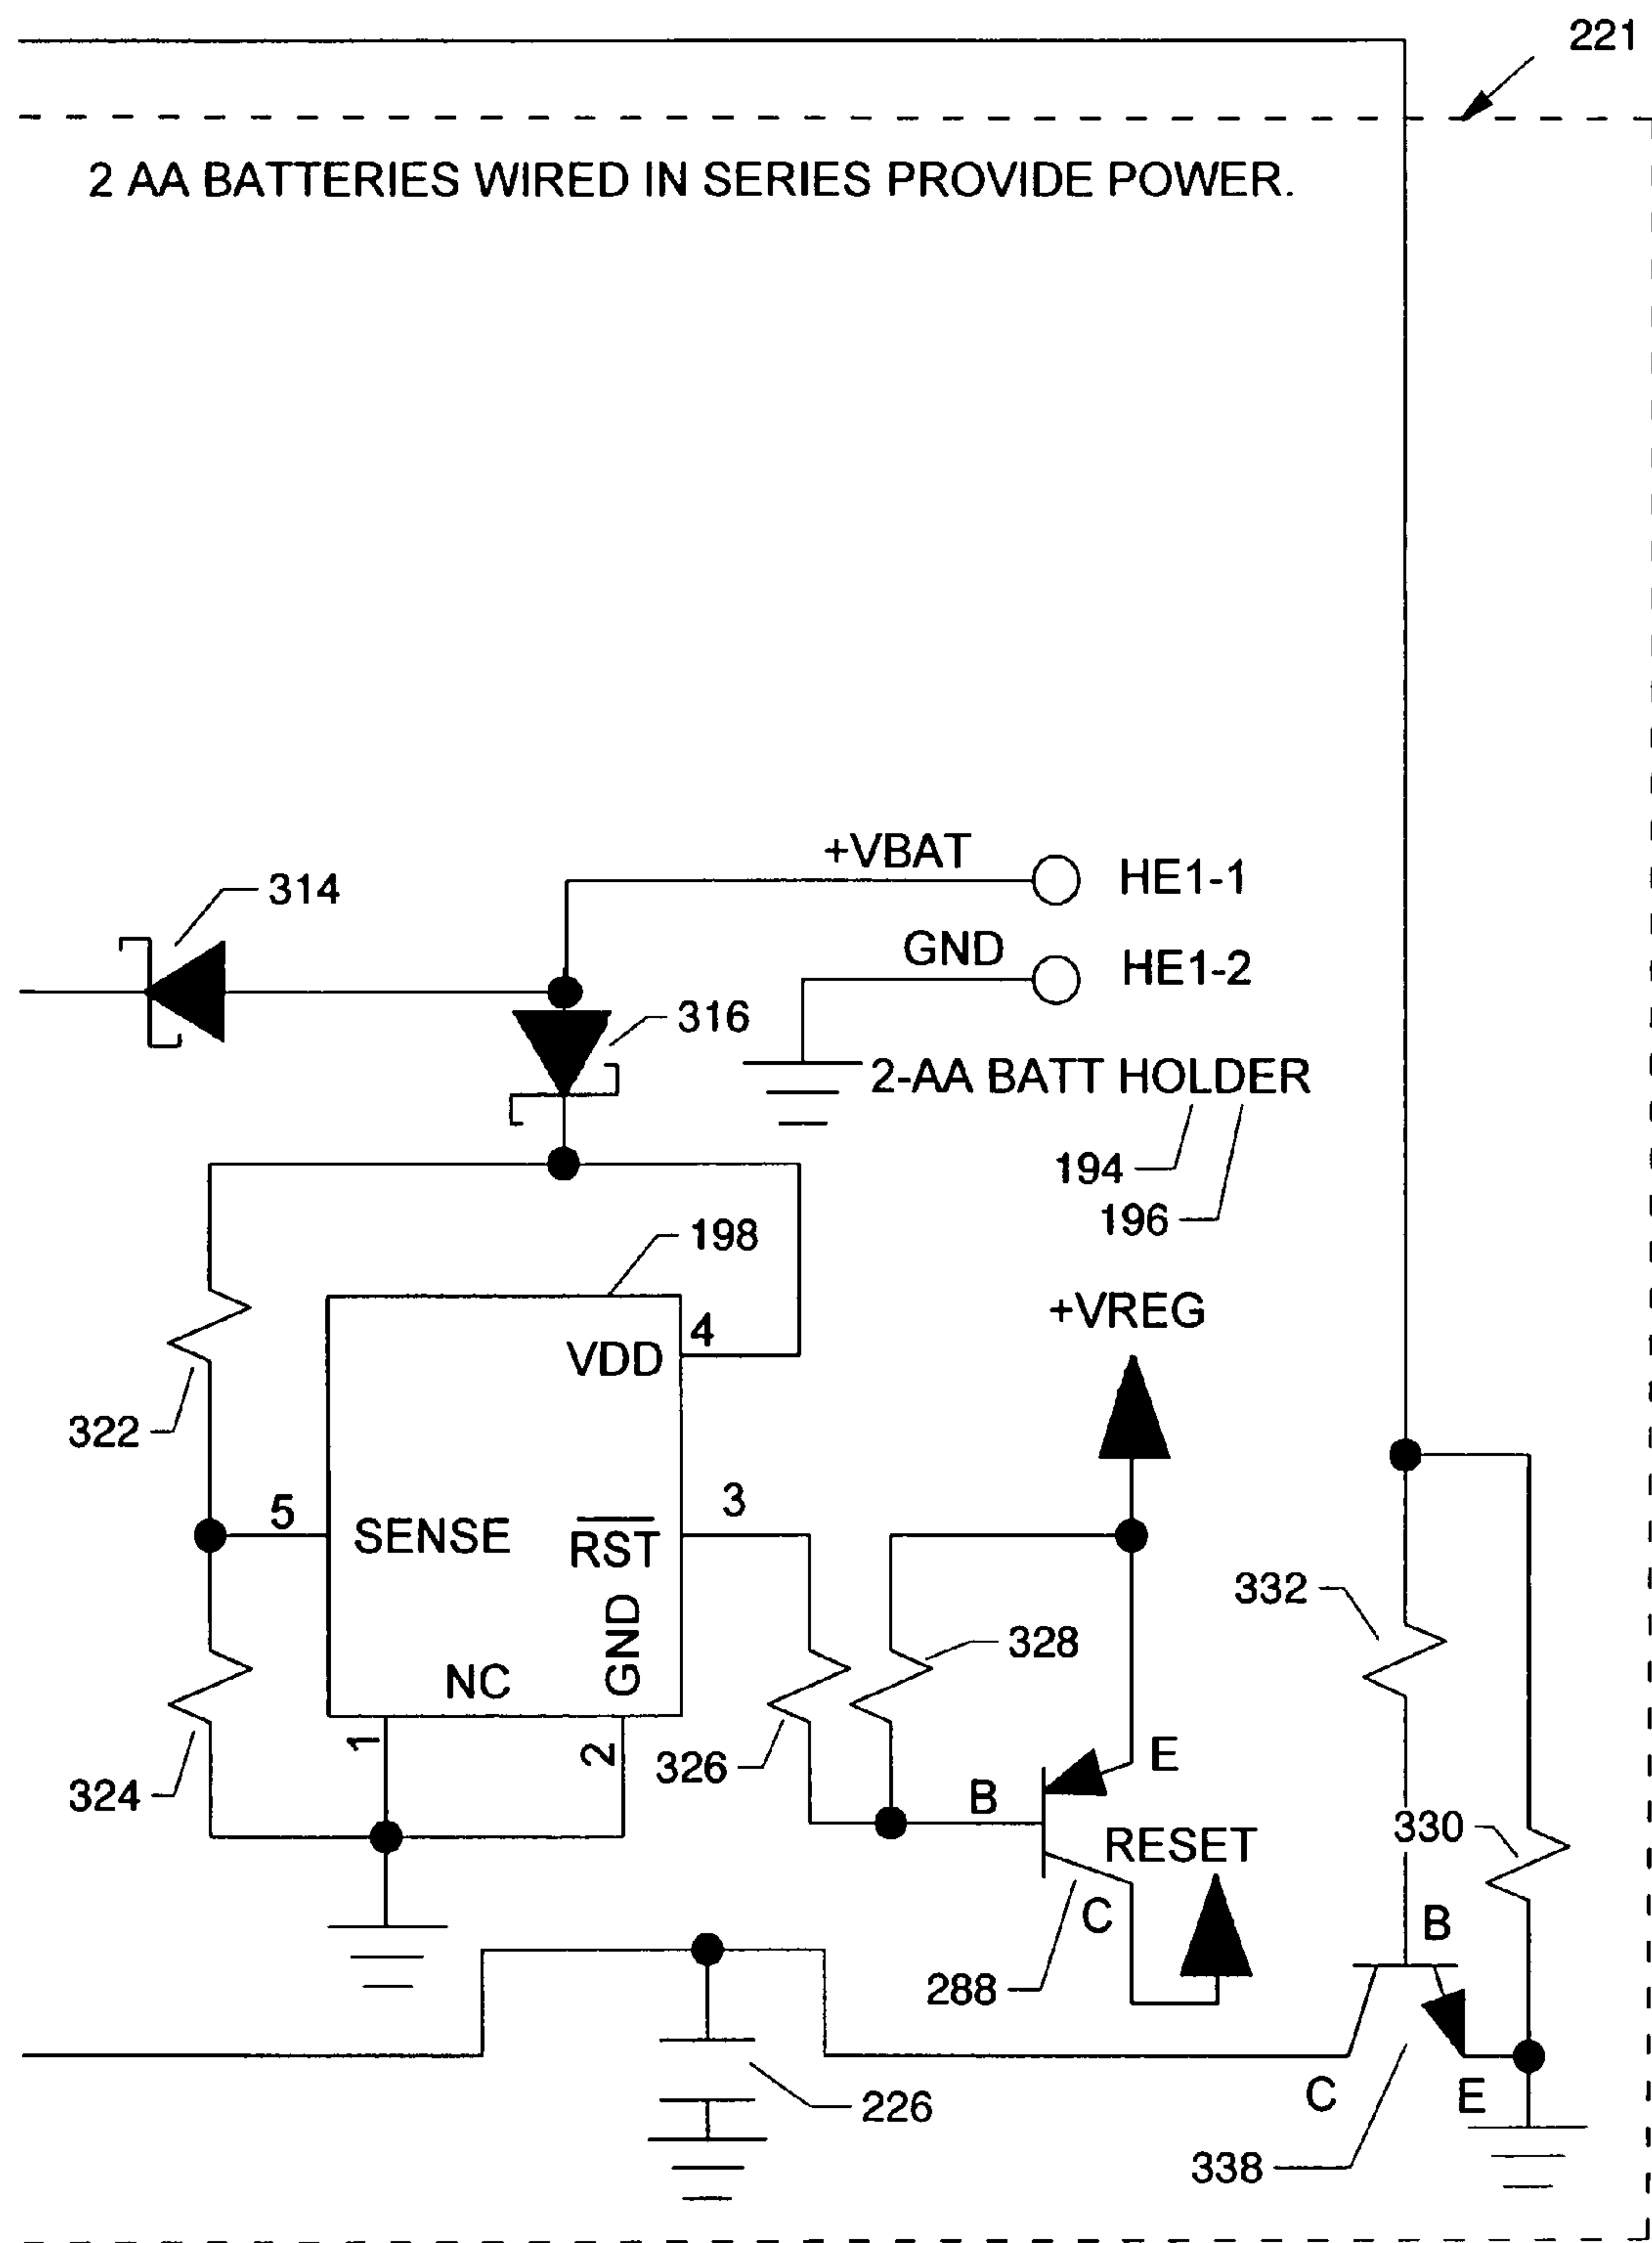 221
2 AA BATTERIES WIRED IN SERIES PROVIDE POWER.
+VBAT
HE1-1
314
GND
HE1-2
316
2-AA BATT HOLDER
194
196
198
+VREG
4
VDD
322
5
3
SENSE
RST
332
328
GND
NC
1
2
326
E
324
B
330
RESET
C
B
288
226
C
E
338